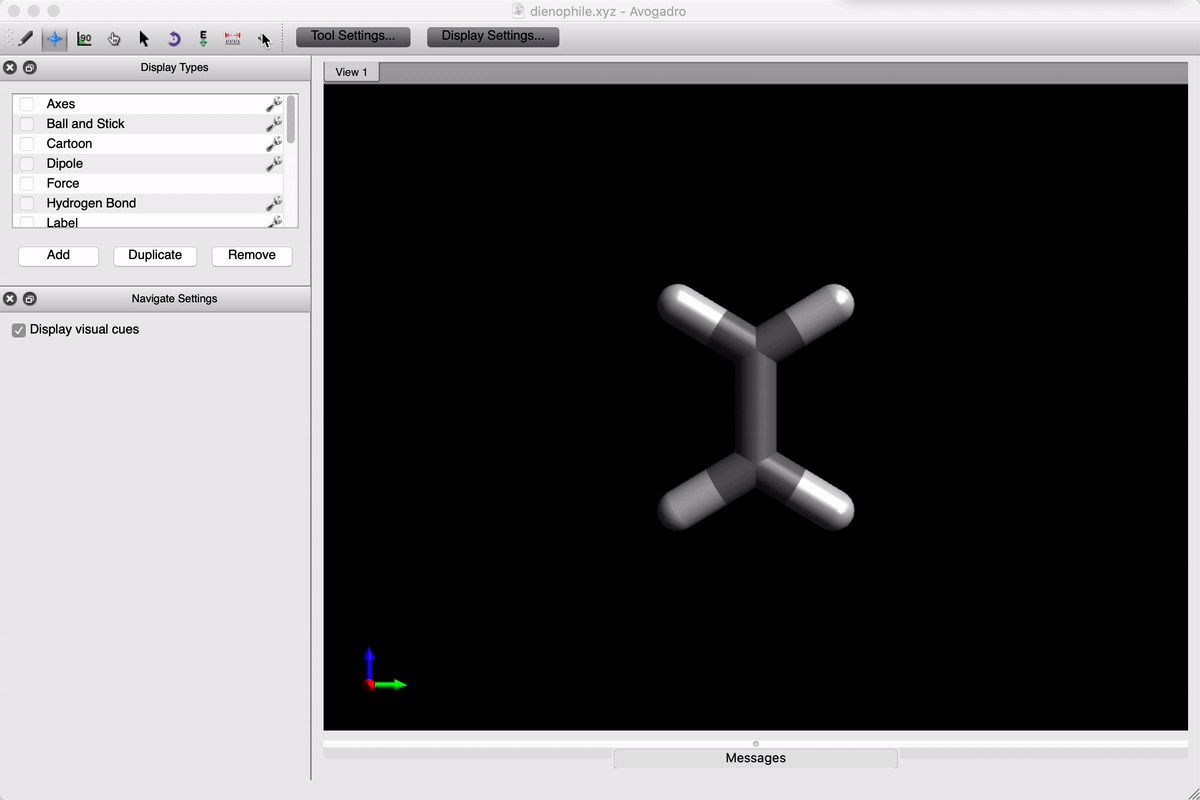 dienophile.xyz - Avogadro
90
E
Tool Settings...
Display Settings...
Display Types
Axes
Ball and Stick
Cartoon
Dipole
Force
Hydrogen Bond
Label
Add
Duplicate
Remove
Navigate Settings
Display visual cues
View 1
Messages